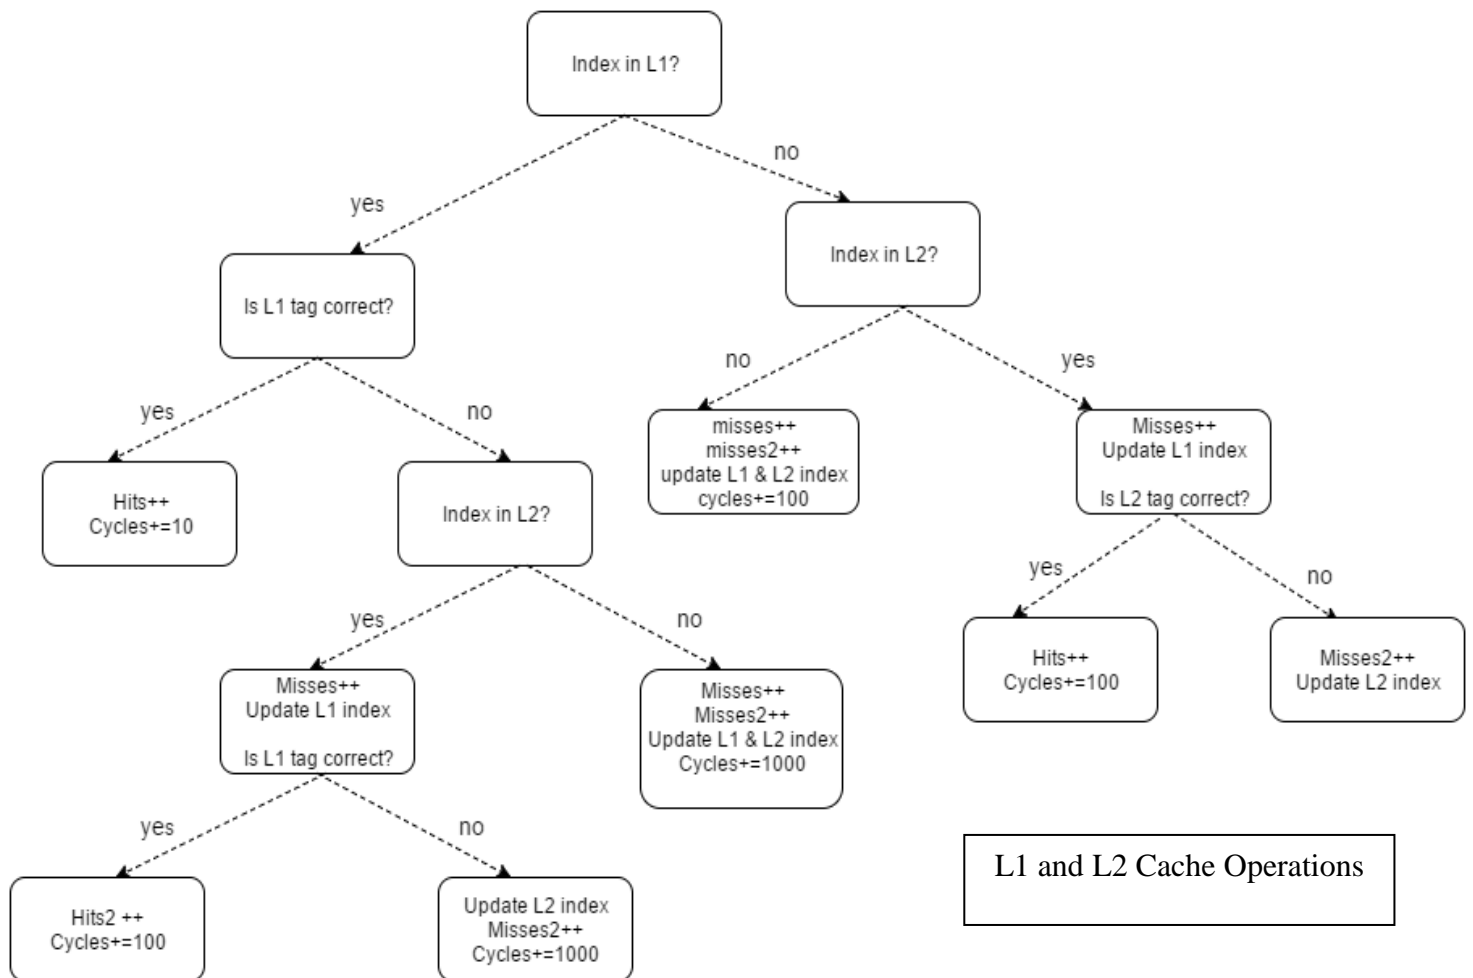 Index in L1?
no
yes
Index in L2?
Is L1 tag correct?
no
yes
yes
no
misses++
misses2++
update L1 & L2 index
cycles+=100
Misses++
Update L1 index
Is L2 tag correct?
Hits++
Cycles+=10
Index in L2?
yes
no
yes
no
Hits++
Cycles+=100
Misses2++
Update L2 index
Misses++
Update L1 index
Is L1 tag correct?
Misses++
Misses2++
Update L1 & L2 index
Cycles+=1000
yes
no
L1 and L2 Cache Operations
Hits2 ++
Cycles+=100
Update L2 index
Misses2++
Cycles+=1000